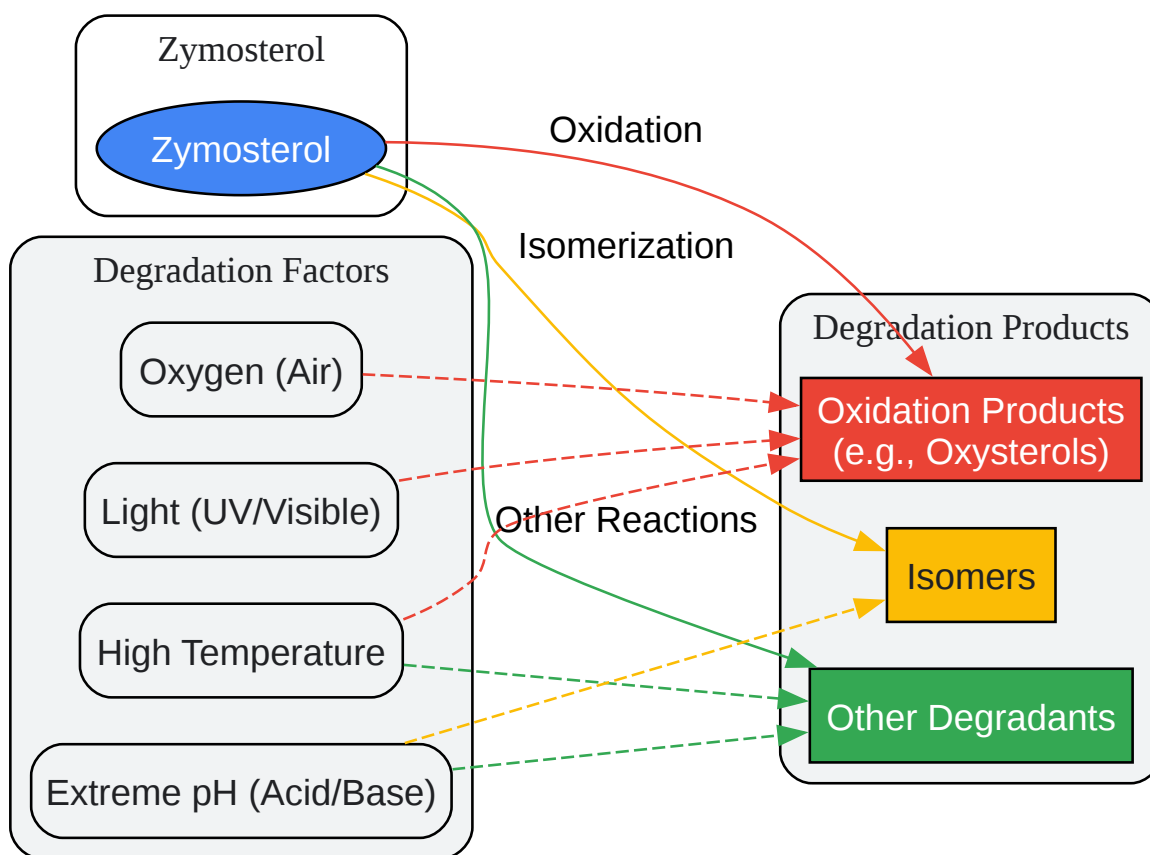 Zymosterol
Zymosterol
Oxidation
Isomerization
Other Reactions
Degradation Factors
Oxygen (Air)
Light (UV/Visible)
High Temperature
Extreme pH (Acid/Base)
Degradation Products
Oxidation Products
(e.g., Oxysterols)
Isomers
Other Degradants